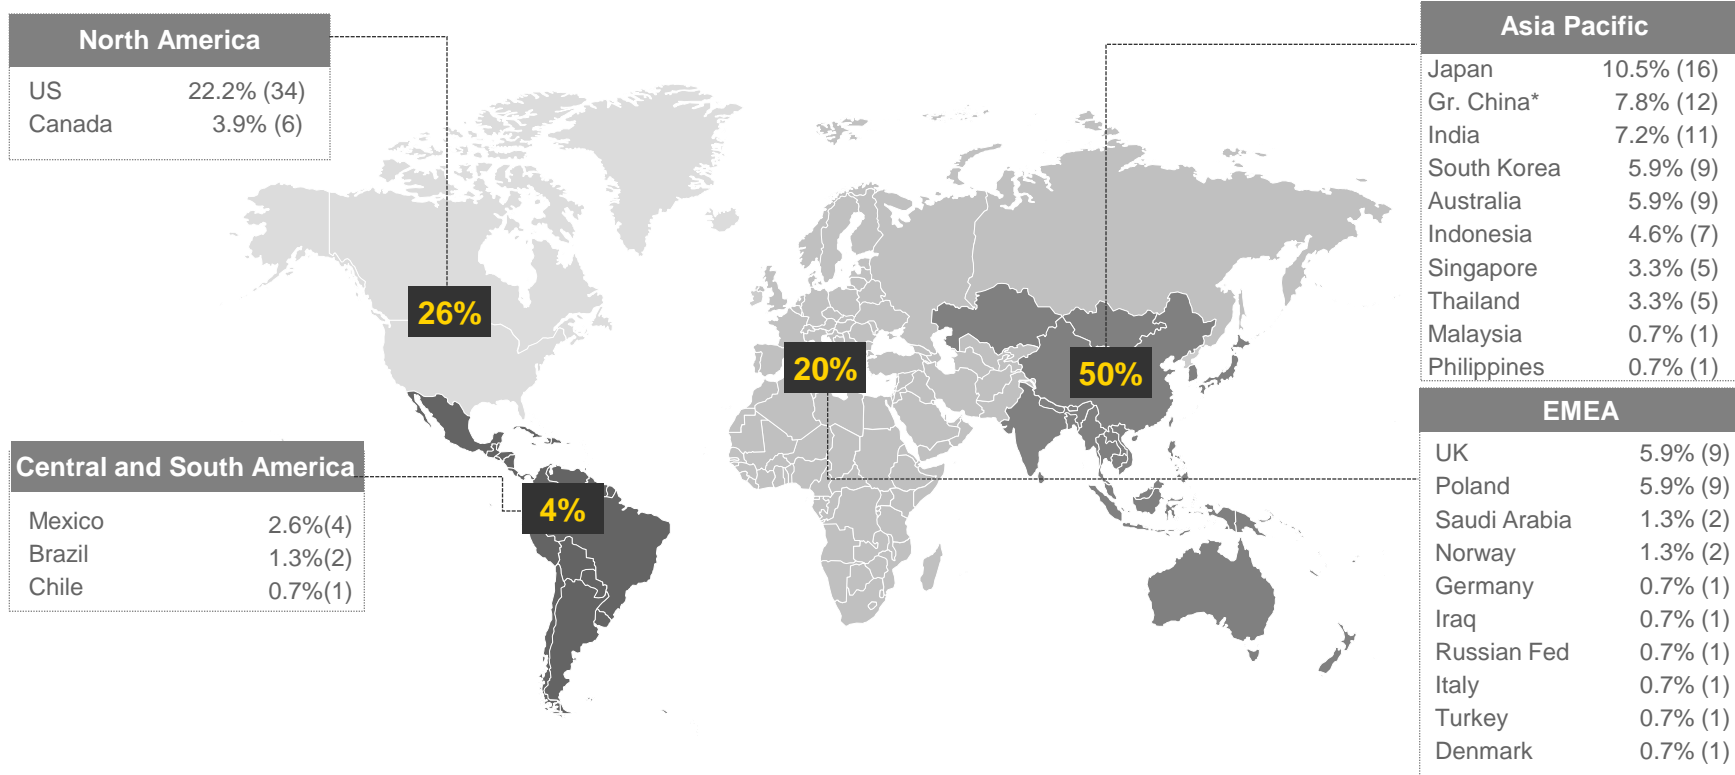 North America
US 22.2% (34)
Canada 3.9% (6)
26%
Central and South America
Mexico 2.6%(4)
Brazil 1.3%(2)
Chile 0.7%(1)
4%
20%
50%
Asia Pacific
Japan 10.5% (16)
Gr. China* 7.8% (12)
India 7.2% (11)
South Korea 5.9% (9)
Australia 5.9% (9)
Indonesia 4.6% (7)
Singapore 3.3% (5)
Thailand 3.3% (5)
Malaysia 0.7% (1)
Philippines 0.7% (1)
EMEA
UK 5.9% (9)
Poland 5.9% (9)
Saudi Arabia 1.3% (2)
Norway 1.3% (2)
Germany 0.7% (1)
Iraq 0.7% (1)
Russian Fed 0.7% (1)
Italy 0.7% (1)
Turkey 0.7% (1)
Denmark 0.7% (1)